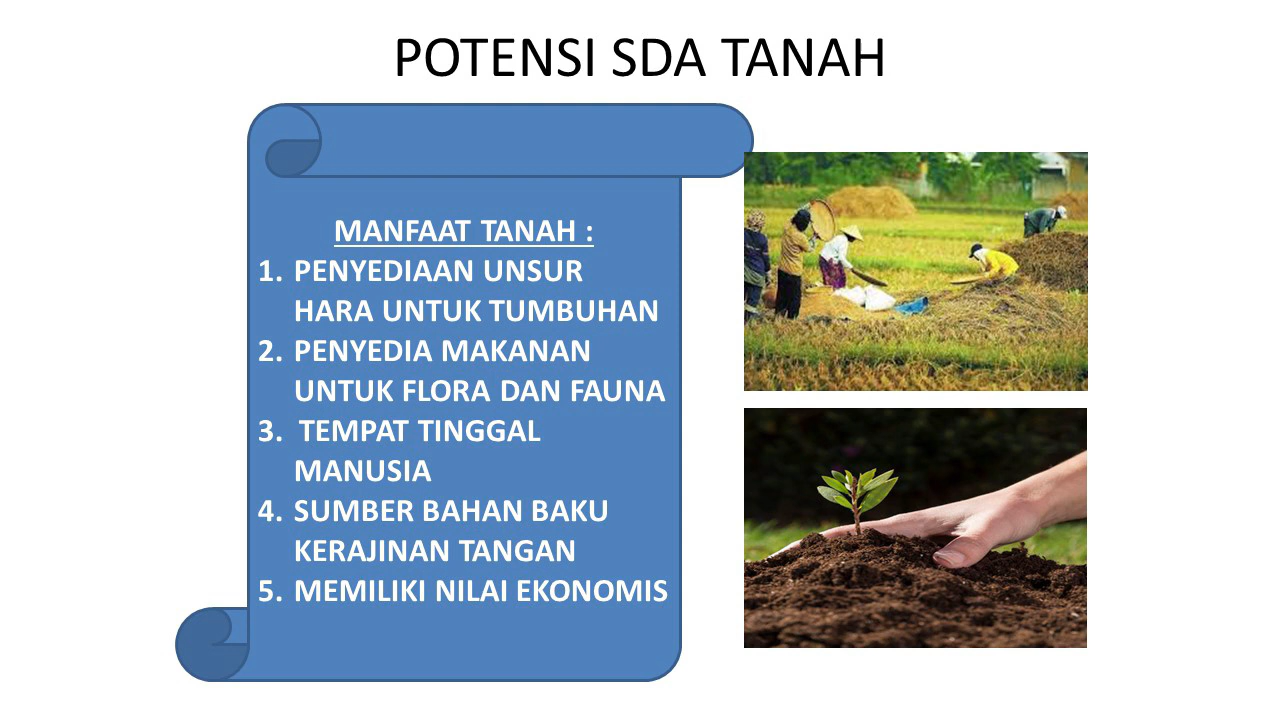 POTENSI SDA TANAH
MANFAAT TANAH :
1. PENYEDIAAN UNSUR
HARA UNTUK TUMBUHAN
2. PENYEDIA MAKANAN
UNTUK FLORA DAN FAUNA
3. TEMPAT TINGGAL
MANUSIA
4. SUMBER BAHAN BAKU
KERAJINAN TANGAN
5. MEMILIKI NILAI EKONOMIS